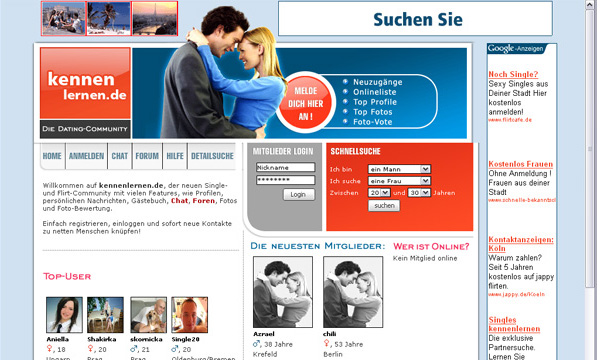 Suchen Sie
kennen
lernen.de
DIE DATING-COMMUNITY
MELDE
DICH HIER
AN !
Neuzugänge
Onlineliste
Top Profile
Top Fotos
Foto-Vote
HOME ANMELDEN CHAT FORUM HILFE DETAILSUCHE
Willkommen auf kennenlernen.de, der neuen Single-
und Flirt-Community mit vielen Features, wie Profilen,
persönlichen Nachrichten, Gästebuch, Chat, Foren, Fotos
und Foto-Bewertung.
Einfach registrieren, einloggen und sofort neue Kontakte
zu netten Menschen knüpfen!
MITGLIEDER LOGIN
Nickname
********
Login
SCHNELLSUCHE
Ich bin ein Mann
Ich suche eine Frau
Zwischen 20 und 30 Jahren
suchen
TOP-USER
Aniella
♀, 18
Ungarn
Shakirka
♀, 20
Prag
skornicka
♂, 21
Prag
Single20
♂, 20
Oldenburg/Bremen
DIE NEUESTEN MITGLIEDER:
Azrael
♂, 38 Jahre
Krefeld
chili
♀, 53 Jahre
Berlin
WER IST ONLINE?
Kein Mitglied online
Google-Anzeigen
Noch Single?
Sexy Singles aus
Deiner Stadt Hier
kostenlos
anmelden!
www.flirtcafe.de
Kostenlos Frauen
Ohne Anmeldung !
Frauen aus deiner
Stadt
Kontaktanzeigen:
Köln
Warum zahlen?
Seit 5 Jahren
kostenlos auf jappy
flirten.
www.jappy.de/Koeln
Singles
kennenlernen
Die exklusive
Partnersuche.
Lernen Sie